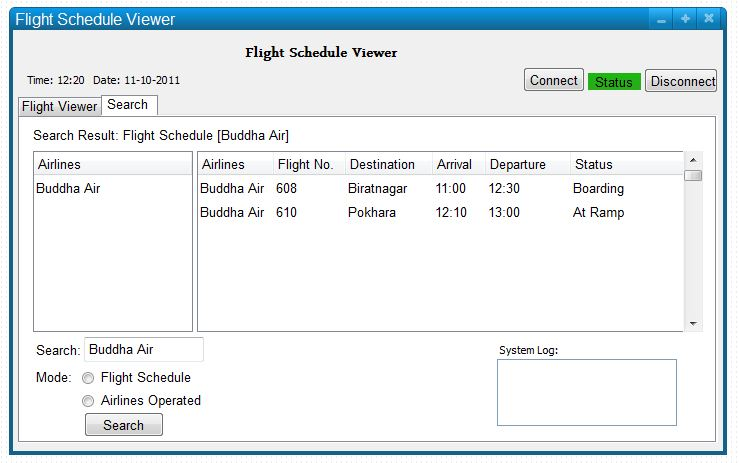 Flight Schedule Viewer
Flight Schedule Viewer
Time: 12:20 Date: 11-10-2011
Connect Status Disconnect
Flight Viewer Search
Search Result: Flight Schedule [Buddha Air]
Airlines Airlines Flight No. Destination Arrival Departure Status
Buddha Air Buddha Air 608 Biratnagar 11:00 12:30 Boarding
Buddha Air 610 Pokhara 12:10 13:00 At Ramp
Search: Buddha Air
System Log:
Mode: Flight Schedule
Airlines Operated
Search